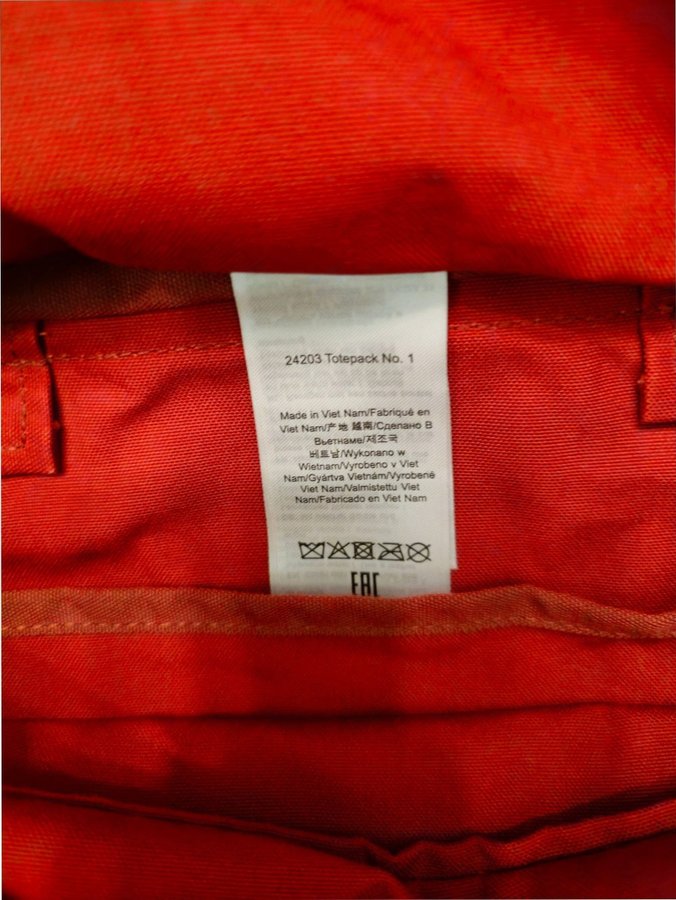 24203 Totepack No. 1
Made in Viet Nam/Fabriqué en
Viet Nam/产地 越南/Сделано В
Вьетнаме/제조국
베트남/Wykonano w
Wietnam/Vyrobeno v Viet
Nam/Gyártva Vietnám/Vyrobené
Viet Nam/Valmistettu Viet
Nam/Fabricado en Viet Nam
EAC